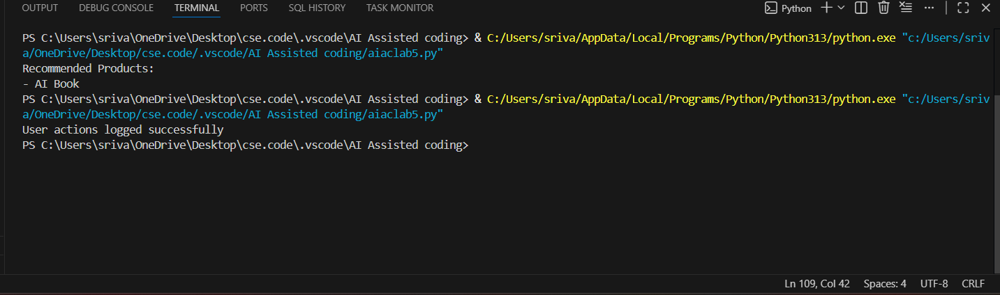 OUTPUT DEBUG CONSOLE TERMINAL PORTS SQL HISTORY TASK MONITOR Python
PS C:\Users\sriva\OneDrive\Desktop\cse.code\.vscode\AI Assisted coding> & C:/Users/sriva/AppData/Local/Programs/Python/Python313/python.exe "c:/Users/sriv
a/OneDrive/Desktop/cse.code/.vscode/AI Assisted coding/aiaclab5.py"
Recommended Products:
- AI Book
PS C:\Users\sriva\OneDrive\Desktop\cse.code\.vscode\AI Assisted coding> & C:/Users/sriva/AppData/Local/Programs/Python/Python313/python.exe "c:/Users/sriv
a/OneDrive/Desktop/cse.code/.vscode/AI Assisted coding/aiaclab5.py"
User actions logged successfully
PS C:\Users\sriva\OneDrive\Desktop\cse.code\.vscode\AI Assisted coding>
Ln 109, Col 42 Spaces: 4 UTF-8 CRLF